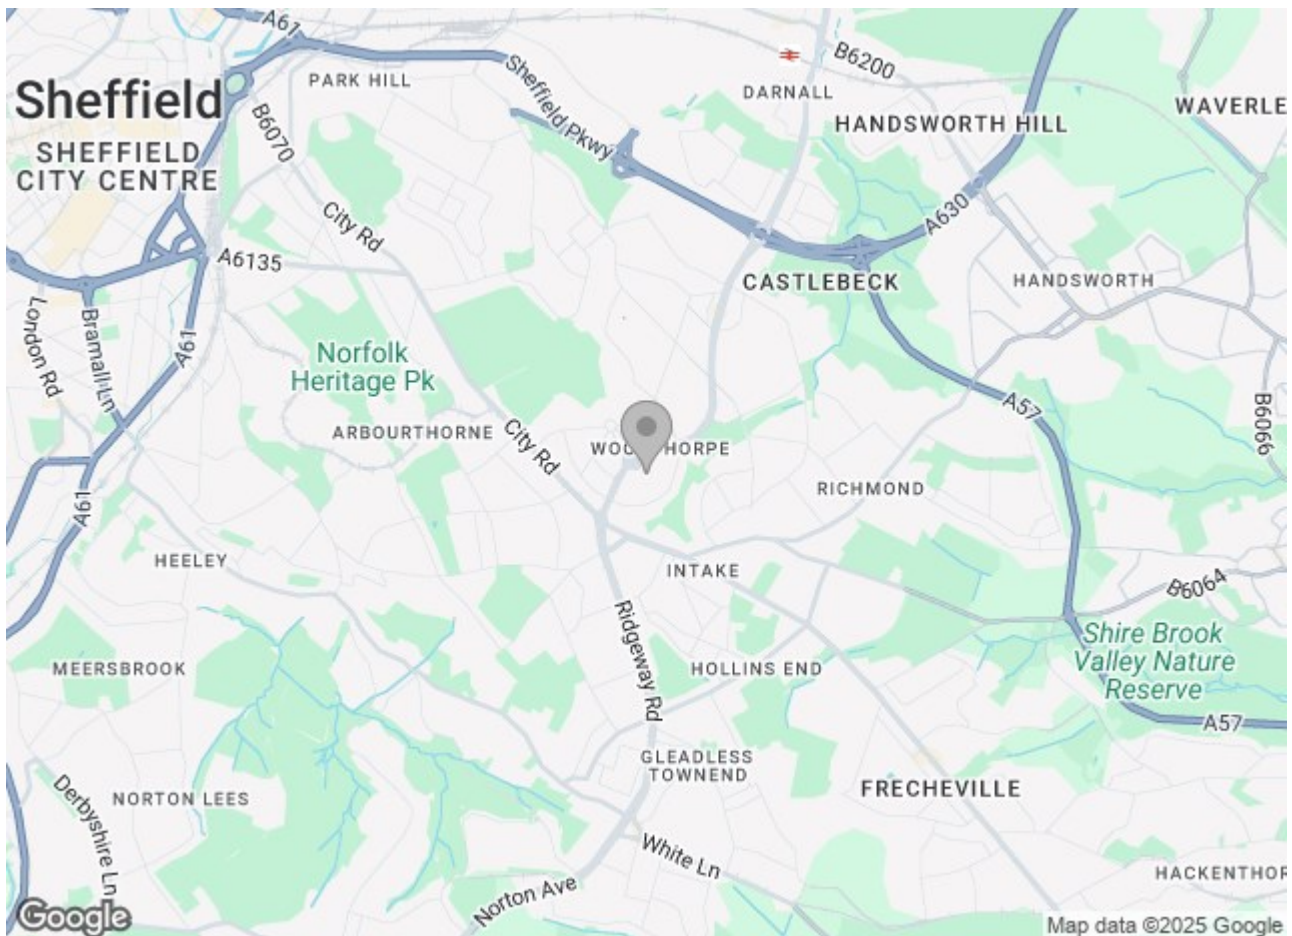 A61
PARK HILL
Sheffield
SHEFFIELD
CITY CENTRE
B6070
Sheffield Pkwy
B6200
DARNALL
HANDSWORTH HILL
WAVERLE
City Rd
A6135
A630
CASTLEBECK
HANDSWORTH
London Rd
Bramall Ln
A61
Norfolk
Heritage Pk
ARBOURTHORNE
City Rd
A57
B6066
RICHMOND
A61
HEELEY
INTAKE
B6064
Ridgeway Rd
Shire Brook
Valley Nature
Reserve
MEERSBROOK
HOLLINS END
A57
GLEADLESS
TOWNEND
FRECHEVILLE
Derbyshire Ln
NORTON LEES
White Ln
HACKENTHOR
Norton Ave
Google
Map data ©2025 Google